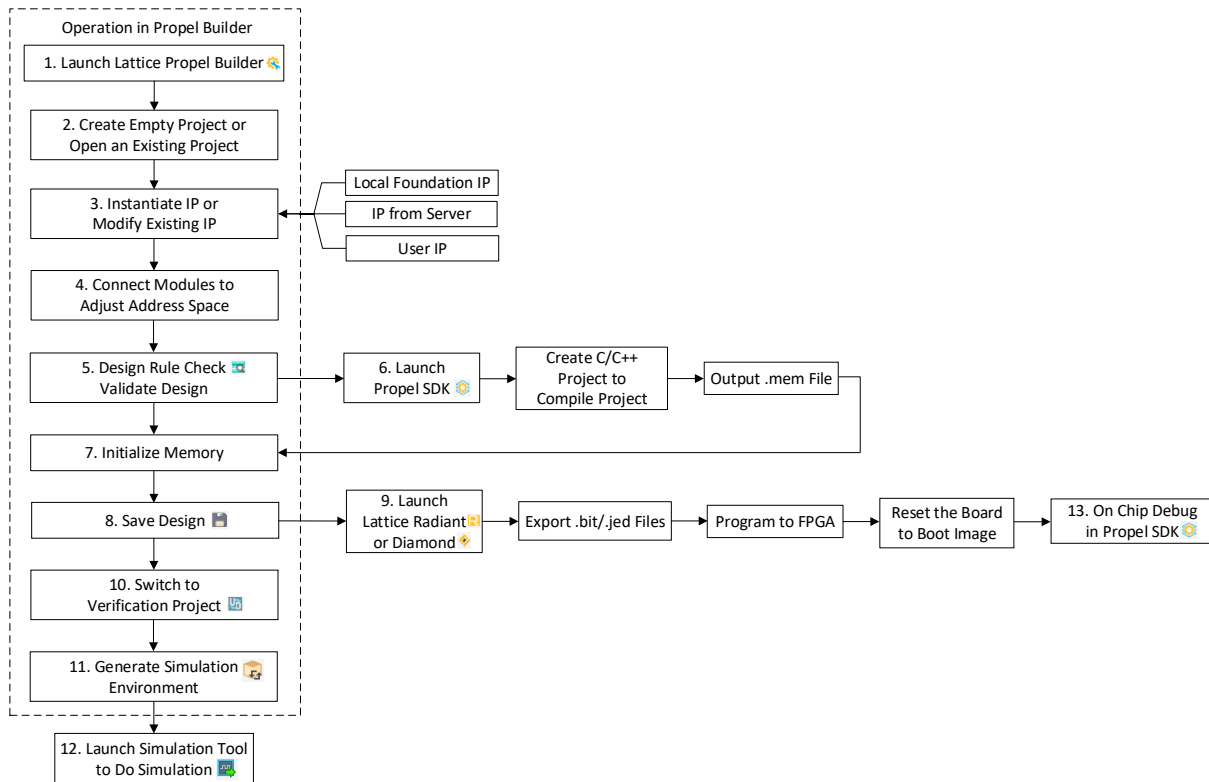 Operation in Propel Builder
1. Launch Lattice Propel Builder
2. Create Empty Project or
Open an Existing Project
3. Instantiate IP or
Modify Existing IP
Local Foundation IP
IP from Server
User IP
4. Connect Modules to
Adjust Address Space
5. Design Rule Check
Validate Design
6. Launch
Propel SDK
Create C/C++
Project to
Compile Project
Output .mem File
7. Initialize Memory
8. Save Design
9. Launch
Lattice Radiant
or Diamond
Export .bit/.jed Files
Program to FPGA
Reset the Board
to Boot Image
13. On Chip Debug
in Propel SDK
10. Switch to
Verification Project
11. Generate Simulation
Environment
12. Launch Simulation Tool
to Do Simulation